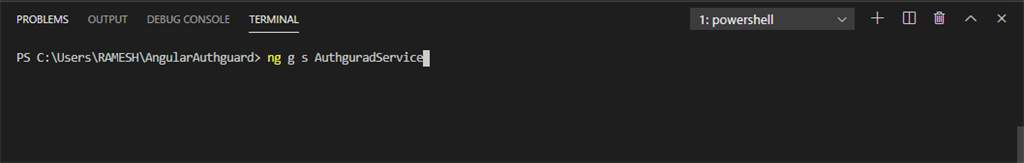 PROBLEMS OUTPUT DEBUG CONSOLE TERMINAL 1: powershell
PS C:\Users\RAMESH\AngularAuthguard> ng g s AuthguradService